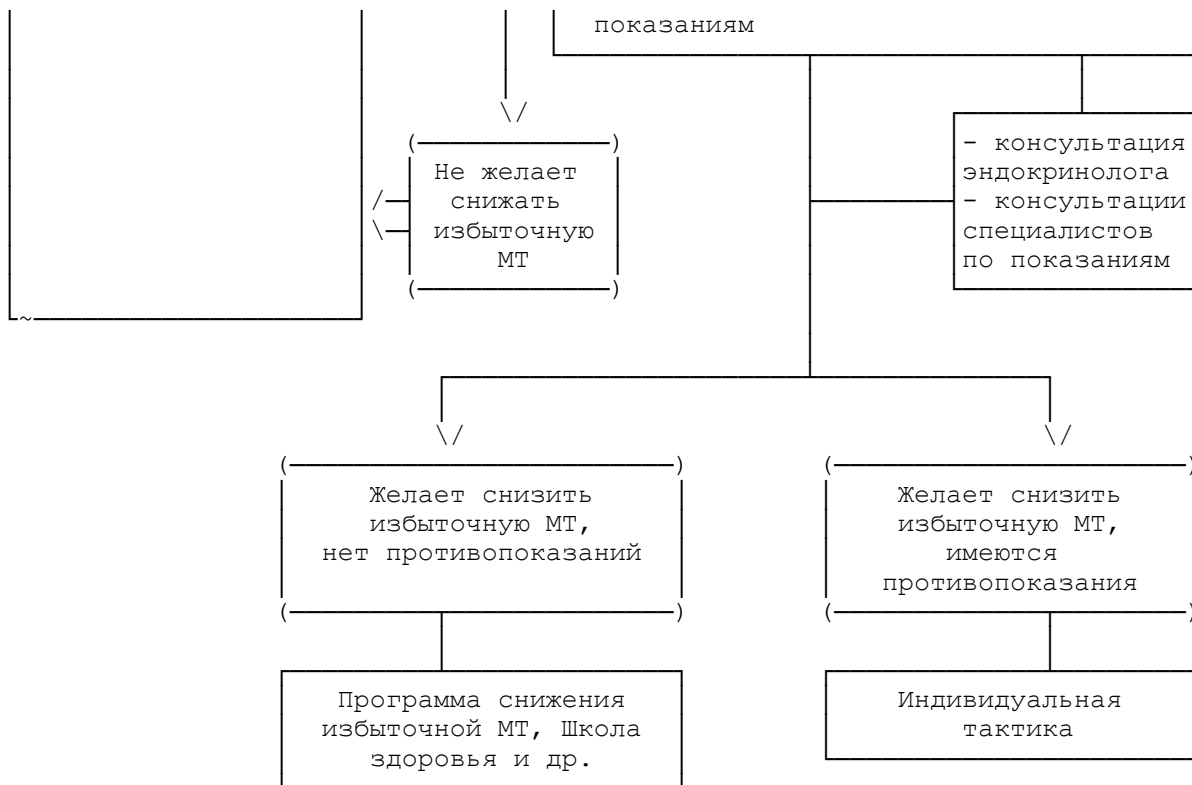 показаниям
Не желает
снижать
избыточную
МТ
- консультация
эндокринолога
- консультации
специалистов
по показаниям
Желает снизить
избыточную МТ,
нет противопоказаний
Желает снизить
избыточную МТ,
имеются
противопоказания
Программа снижения
избыточной МТ, Школа
здоровья и др.
Индивидуальная
тактика